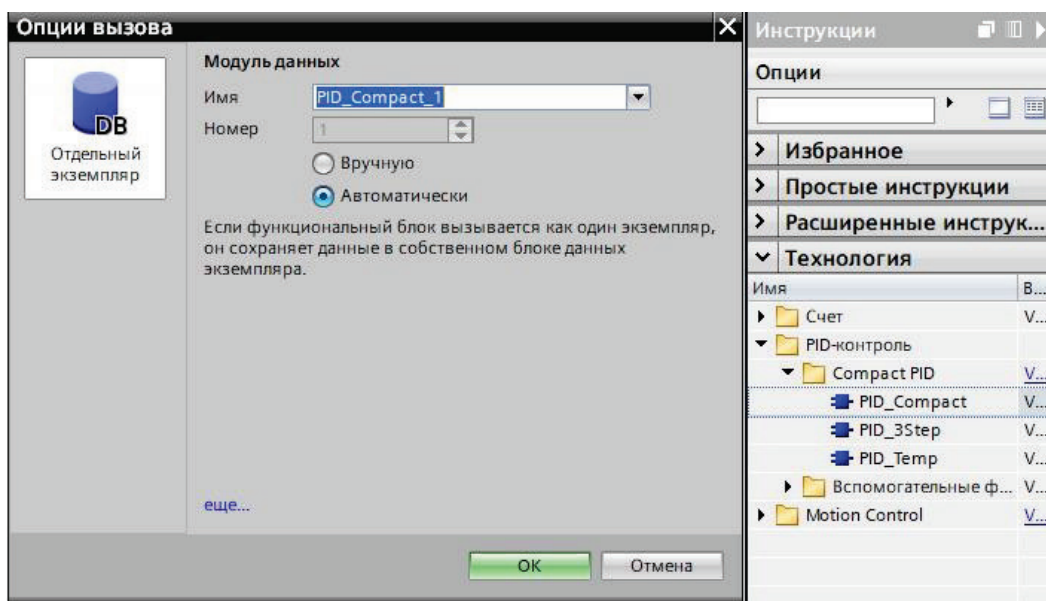 Опции вызова
DB
Отдельный
экземпляр
Модуль данных
Имя
PID_Compact_1
Номер
1
Вручную
Автоматически
Если функциональный блок вызывается как один экземпляр,
он сохраняет данные в собственном блоке данных
экземпляра.
еще...
OK
Отмена
Инструкции
Опции
Избранное
Простые инструкции
Расширенные инструк...
Технология
Имя
В...
Счет
V...
PID-контроль
Compact PID
V...
PID_Compact
V...
PID_3Step
V...
PID_Temp
V...
Вспомогательные ф...
V...
Motion Control
V...